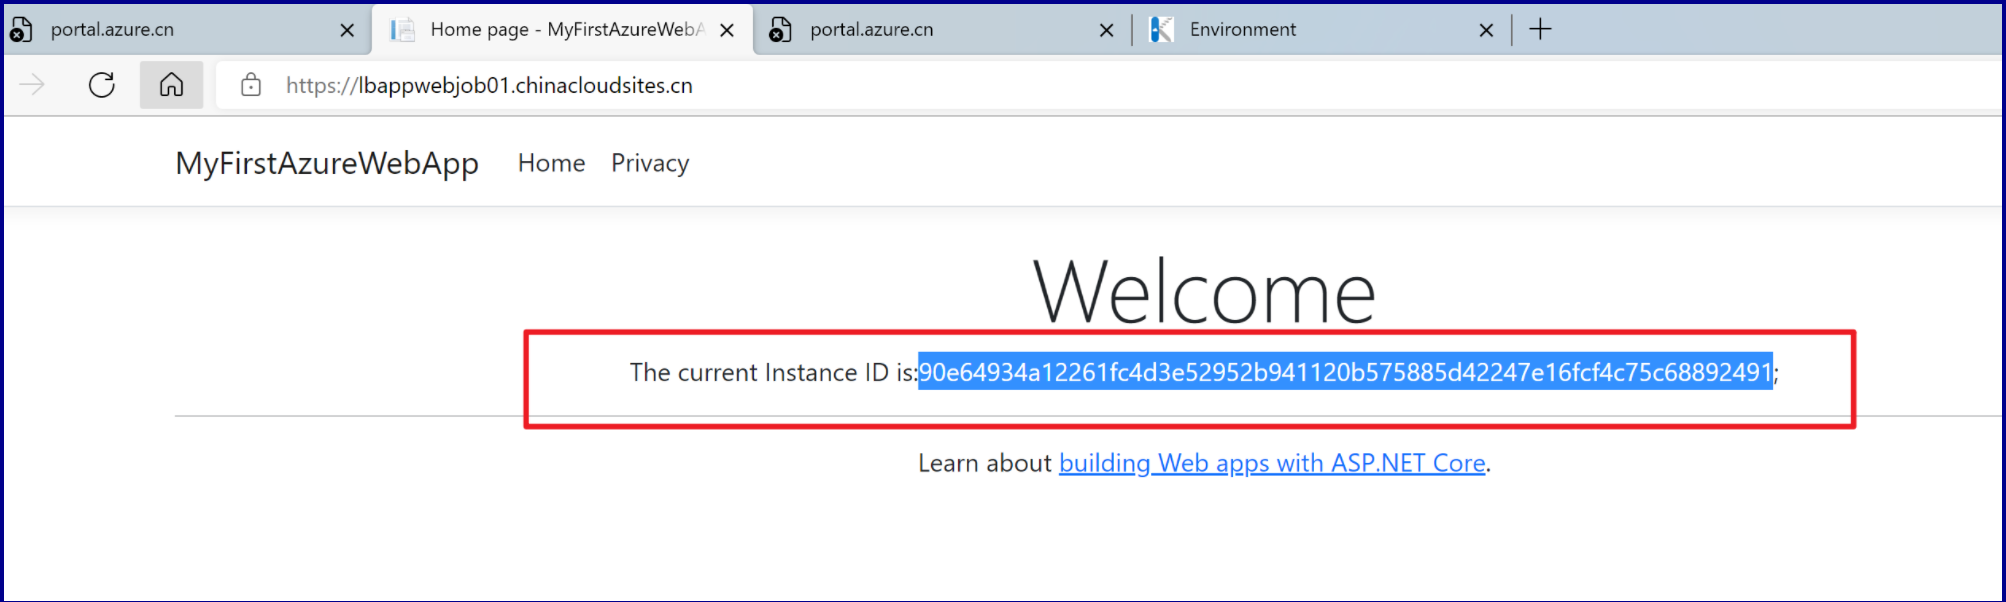 portal.azure.cn
Home page - MyFirstAzureWebA
portal.azure.cn
Environment
https://lbappwebjob01.chinacloudsites.cn
MyFirstAzureWebApp Home Privacy
Welcome
The current Instance ID is:90e64934a12261fc4d3e52952b941120b575885d42247e16fcf4c75c68892491;
Learn about building Web apps with ASP.NET Core.